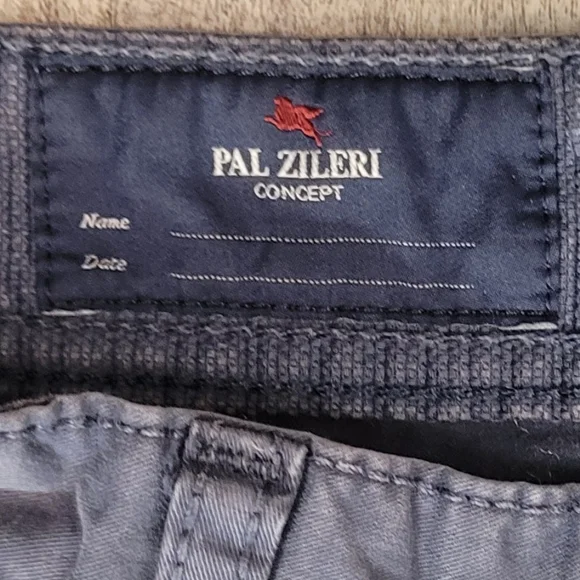 PAL ZILERI
CONCEPT
Name
Date